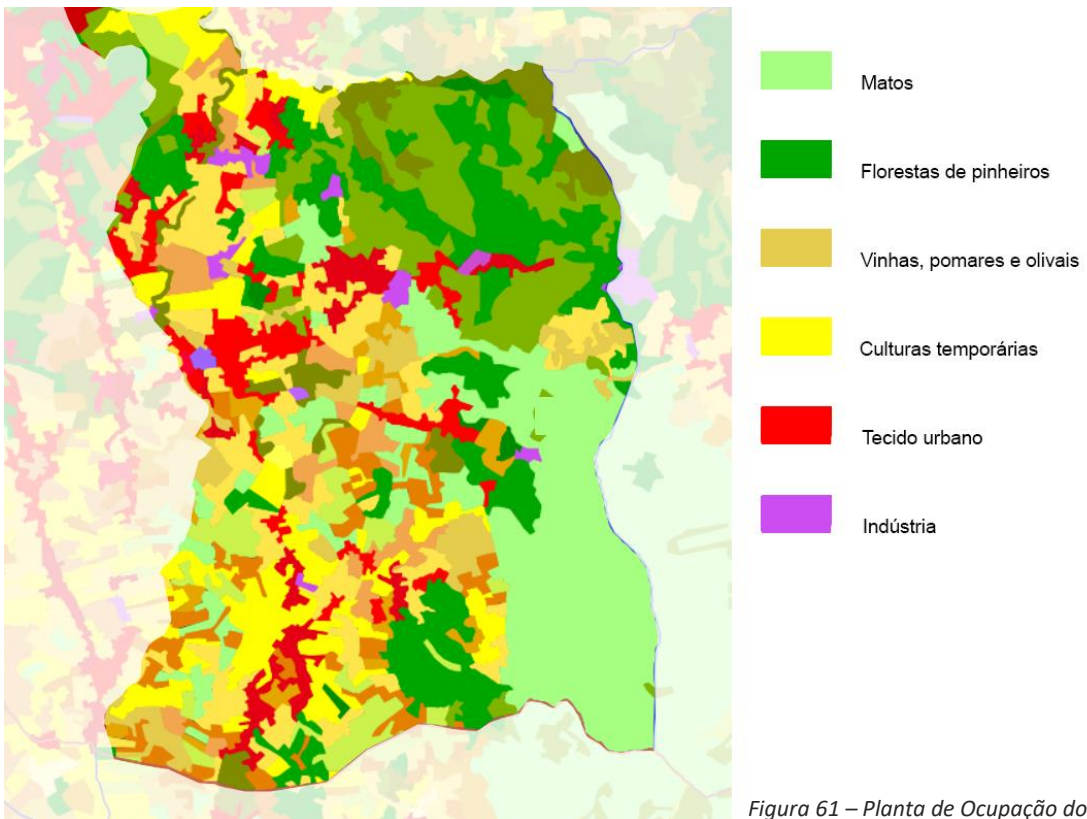 Matos
Florestas de pinheiros
Vinhas, pomares e olivais
Culturas temporárias
Tecido urbano
Indústria
Figura 61 – Planta de Ocupação do